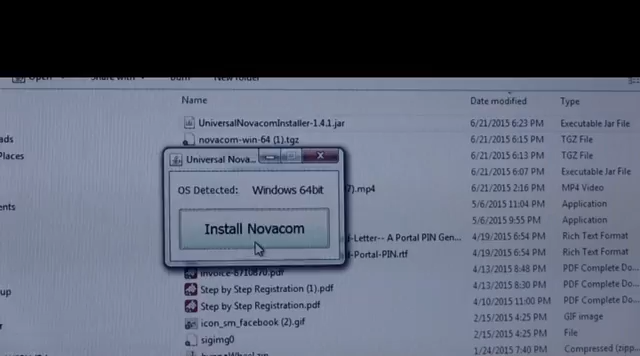 Open
Share with
Burn
New folder
Name
Date modified
Type
UniversalNovacomInstaller-1.4.1.jar
6/21/2015 6:23 PM
Executable Jar File
ads
novacom-win-64 (1).tgz
6/21/2015 6:15 PM
TGZ File
Places
Universal Nova...
6/21/2015 6:13 PM
TGZ File
6/21/2015 6:07 PM
Executable Jar File
OS Detected: Windows 64bit
7).mp4
6/21/2015 2:16 PM
MP4 Video
ents
5/6/2015 11:04 PM
Application
5/6/2015 9:55 PM
Application
Install Novacom
-Letter-- A Portal PIN Gen...
4/19/2015 6:54 PM
Rich Text Format
-Portal-PIN.rtf
4/19/2015 6:54 PM
Rich Text Format
invoice-6710870.pdf
4/13/2015 8:48 PM
PDF Complete Do...
up
Step by Step Registration (1).pdf
4/13/2015 8:30 PM
PDF Complete Do...
Step by Step Registration.pdf
4/10/2015 11:00 PM
PDF Complete Do...
icon_sm_facebook (2).gif
2/15/2015 4:25 PM
GIF image
sigimg0
2/15/2015 4:25 PM
File
1/24/2015 7:40 PM
Compressed (zipp...